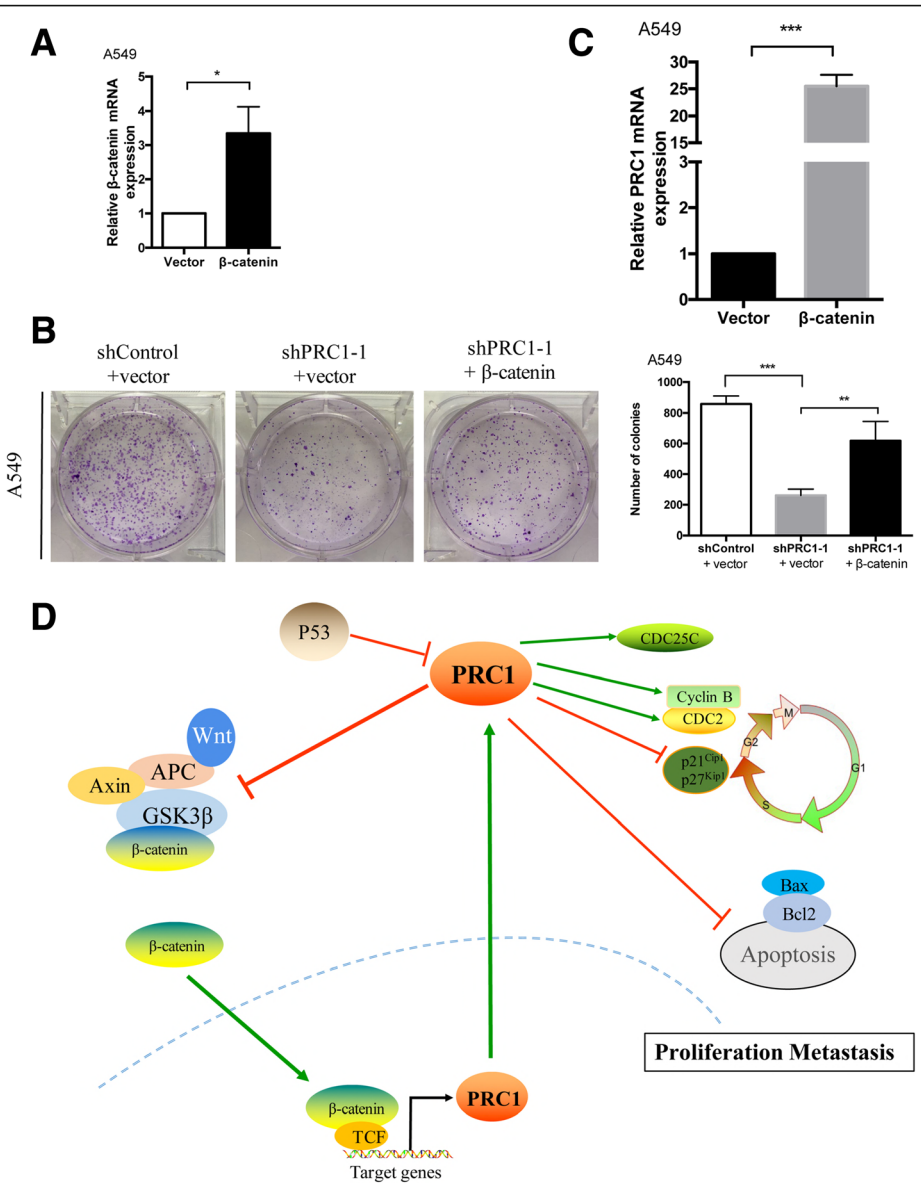 A
A549
Relative β-catenin mRNA
expression
5
4
3
2
1
0
*
Vector
β-catenin
C
A549
Relative PRC1 mRNA
expression
30
25
20
15
3
2
1
0
***
Vector
β-catenin
B
shControl
+vector
shPRC1-1
+vector
shPRC1-1
+ β-catenin
A549
A549
Number of colonies
1000
800
600
400
200
0
***
**
shControl
+ vector
shPRC1-1
+ vector
shPRC1-1
+ β-catenin
D
P53
PRC1
CDC25C
Cyclin B
CDC2
p21Cip1
p27Kip1
M
G2
G1
S
Wnt
APC
Axin
GSK3β
β-catenin
Bax
Bcl2
Apoptosis
β-catenin
Proliferation Metastasis
β-catenin
TCF
PRC1
Target genes